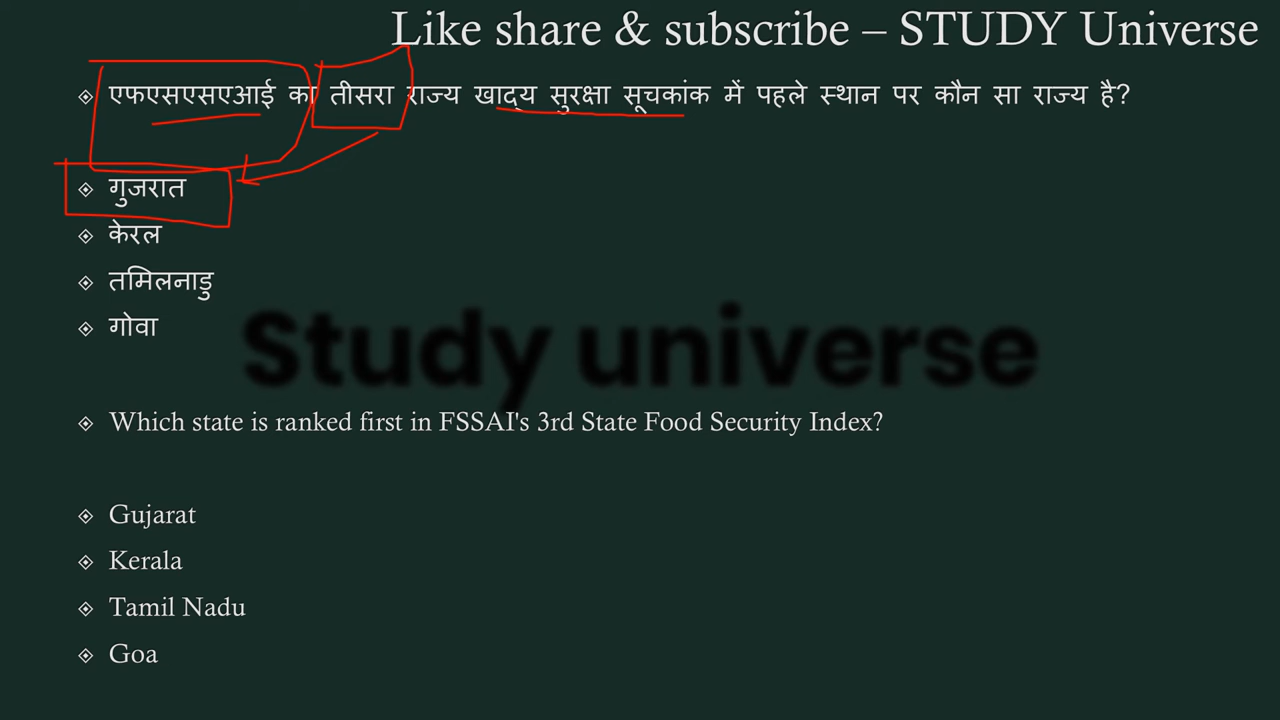 Like share & subscribe – STUDY Universe
एफएसएसएआई का तीसरा राज्य खाद्य सुरक्षा सूचकांक में पहले स्थान पर कौन सा राज्य है?
गुजरात
केरल
तमिलनाडु
गोवा
Study universe
Which state is ranked first in FSSAI's 3rd State Food Security Index?
Gujarat
Kerala
Tamil Nadu
Goa